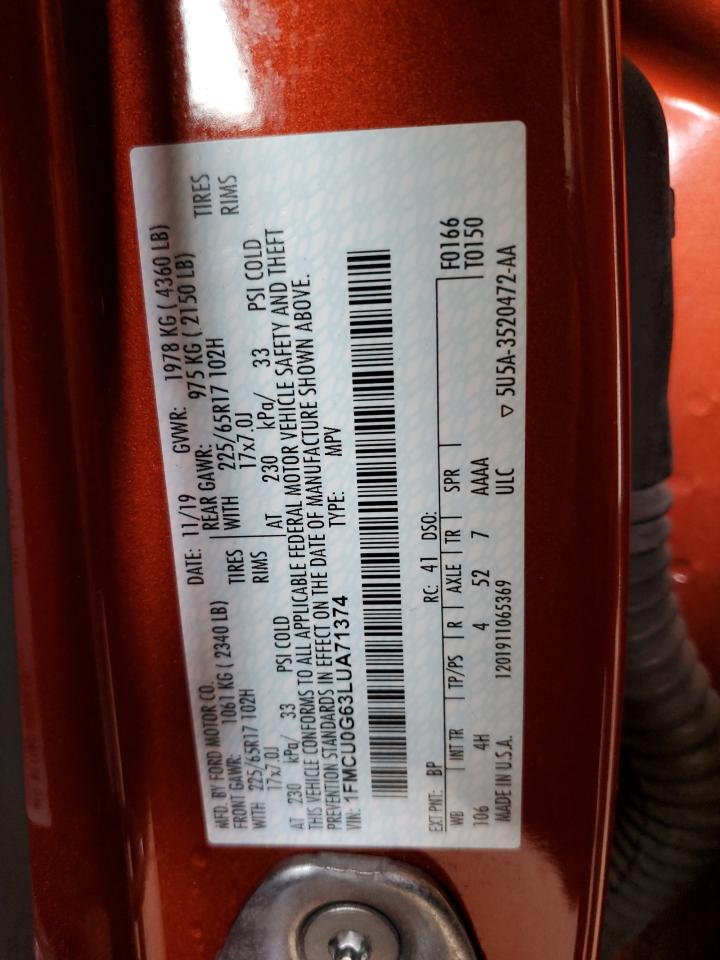 MFD. BY FORD MOTOR CO.
DATE: 11/19 GVWR: 1978 KG ( 4360 LB)
FRONT GAWR: 1061 KG ( 2340 LB) REAR GAWR: 975 KG ( 2150 LB)
WITH 225/65R17 102H TIRES WITH 225/65R17 102H TIRES
17x7.0J RIMS 17x7.0J RIMS
AT 230 kPa/ 33 PSI COLD AT 230 kPa/ 33 PSI COLD
THIS VEHICLE CONFORMS TO ALL APPLICABLE FEDERAL MOTOR VEHICLE SAFETY AND THEFT
PREVENTION STANDARDS IN EFFECT ON THE DATE OF MANUFACTURE SHOWN ABOVE.
VIN: 1FMCU0G63LUA71374 TYPE: MPV
EXT PNT: BP RC: 41 DSO: F0166
WB INT TR TP/PS R AXLE TR SPR T0150
106 4H 4 52 7 AAAA
MADE IN U.S.A. 1201911065369 ULC ▽ 5U5A-3520472-AA